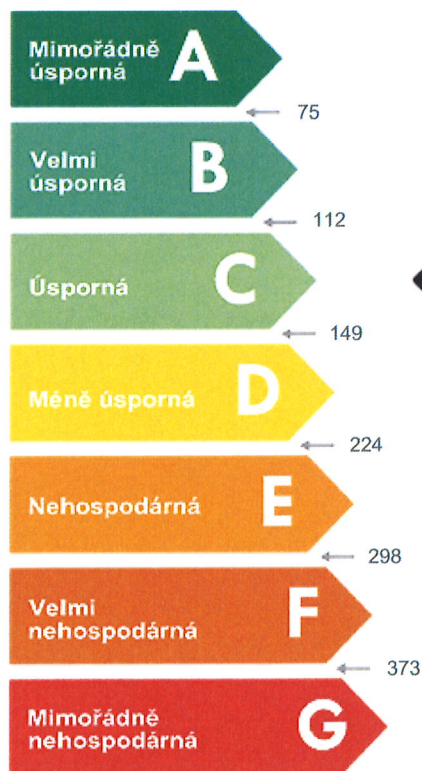 Mimořádně
úsporná
A
75
Velmi
úsporná
B
112
Úsporná
C
149
Méně úsporná
D
224
Nehospodárná
E
298
Velmi
nehospodárná
F
373
Mimořádně
nehospodárná
G